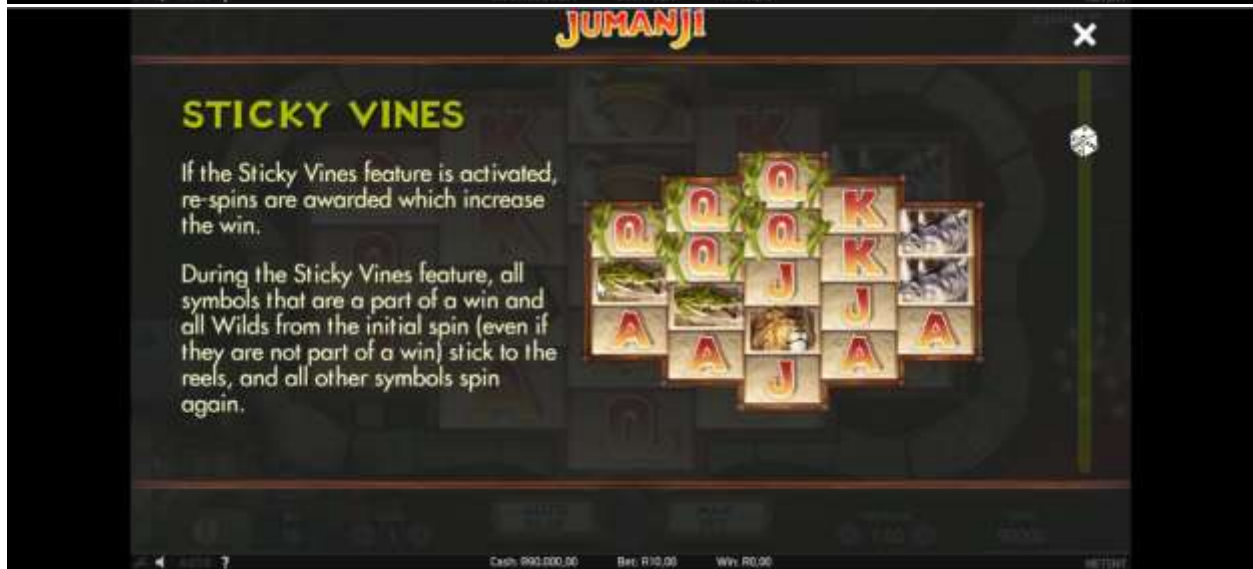 JUMANJI
STICKY VINES
If the Sticky Vines feature is activated,
re-spins are awarded which increase
the win.
During the Sticky Vines feature, all
symbols that are a part of a win and
all Wilds from the initial spin (even if
they are not part of a win) stick to the
reels, and all other symbols spin
again.
Q
Q Q K
Q Q K
J
J
A A A A
J
? Cash: R90.000,00 Bet: R10,00 Win: R0,00 NETENT